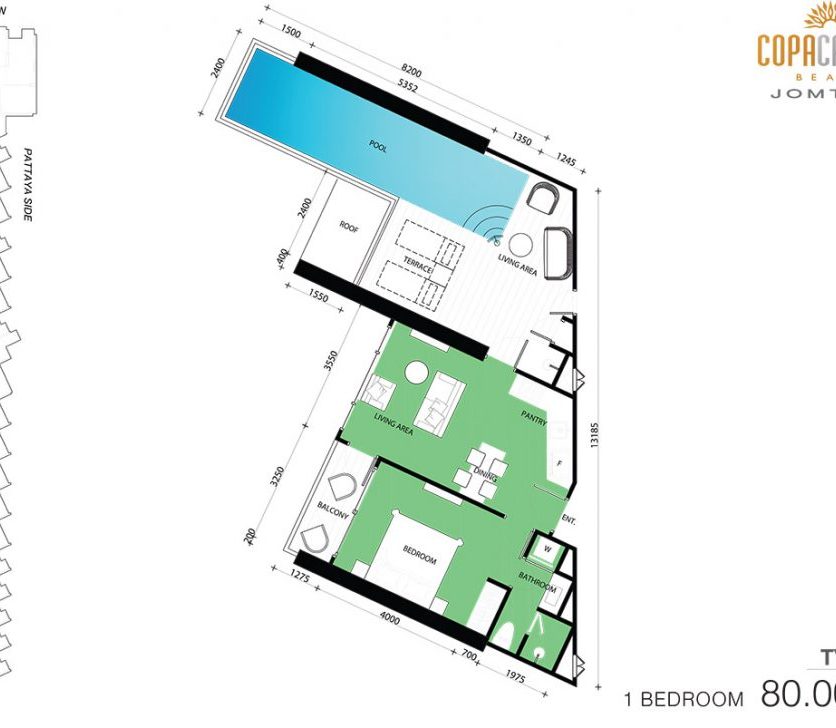 W
PATTAYA SIDE
COPACA
BEA
JOMT
1500
8200
5352
2400
1350
1245
POOL
2400
ROOF
400
TERRACE
LIVING AREA
1550
3550
LIVING AREA
PANTRY
13185
F
DINING
3250
BALCONY
ENT.
W
BEDROOM
BATHROOM
200
1275
4000
700
1975
TY
1 BEDROOM 80.00